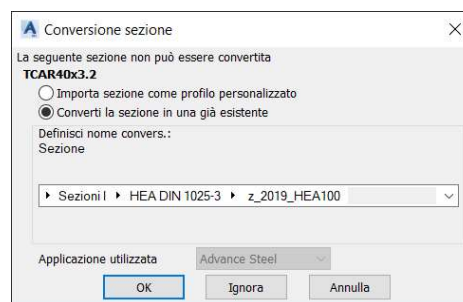 Conversione sezione
La seguente sezione non può essere convertita
TCAR40x3.2
Importa sezione come profilo personalizzato
Converti la sezione in una già esistente
Definisci nome convers.:
Sezione
Sezioni I HEA DIN 1025-3 z_2019_HEA100
Applicazione utilizzata Advance Steel
OK Ignora Annulla